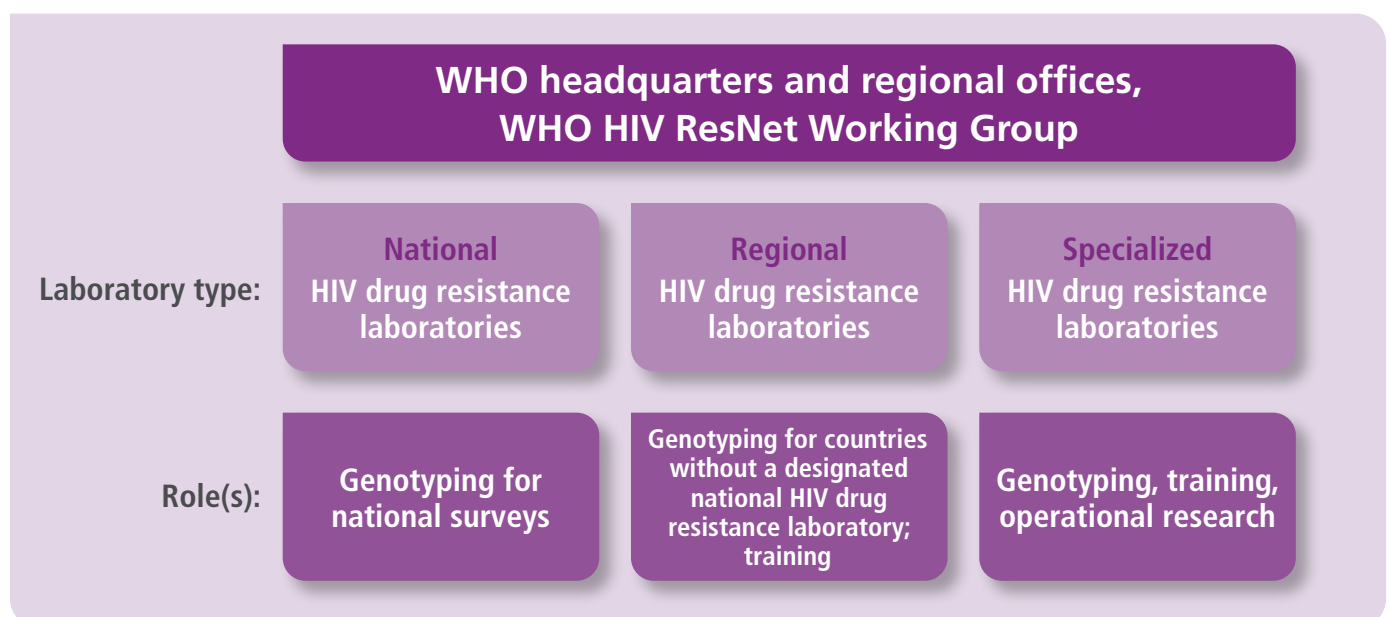 WHO headquarters and regional offices,
WHO HIV ResNet Working Group
Laboratory type:
National
HIV drug resistance
laboratories
Regional
HIV drug resistance
laboratories
Specialized
HIV drug resistance
laboratories
Role(s):
Genotyping for
national surveys
Genotyping for countries
without a designated
national HIV drug
resistance laboratory;
training
Genotyping, training,
operational research